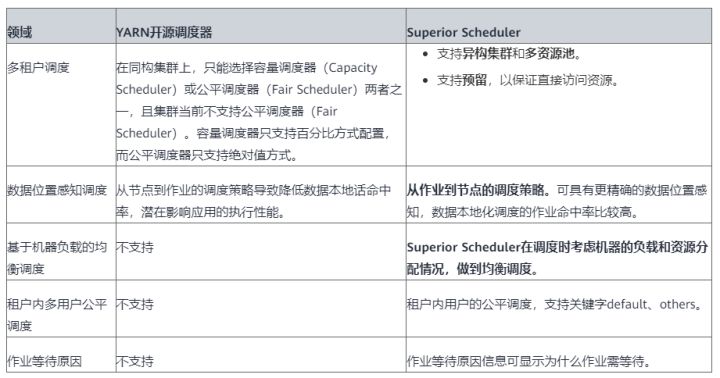 领域
YARN开源调度器
Superior Scheduler
多租户调度
在同构集群上，只能选择容量调度器（Capacity
Scheduler）或公平调度器（Fair Scheduler）两者之
一，且集群当前不支持公平调度器（Fair
Scheduler）。容量调度器只支持百分比方式配置，
而公平调度器只支持绝对值方式。
• 支持异构集群和多资源池。
• 支持预留，以保证直接访问资源。
数据位置感知调度
从节点到作业的调度策略导致降低数据本地话命中
率，潜在影响应用的执行性能。
从作业到节点的调度策略。可具有更精确的数据位置感
知，数据本地化调度的作业命中率比较高。
基于机器负载的均
衡调度
不支持
Superior Scheduler在调度时考虑机器的负载和资源分
配情况，做到均衡调度。
租户内多用户公平
调度
不支持
租户内用户的公平调度，支持关键字default、others。
作业等待原因
不支持
作业等待原因信息可显示为什么作业需等待。